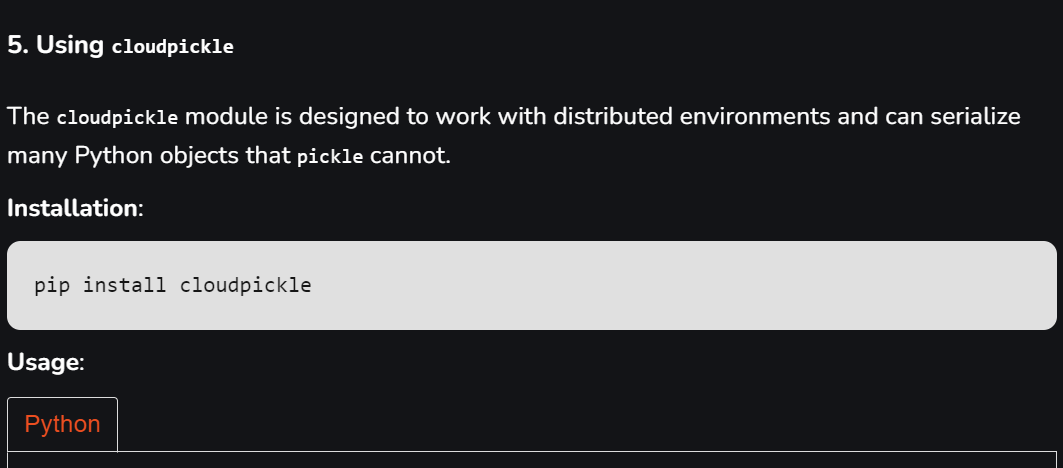 5. Using cloudpickle
The cloudpickle module is designed to work with distributed environments and can serialize
many Python objects that pickle cannot.
Installation:
pip install cloudpickle
Usage:
Python